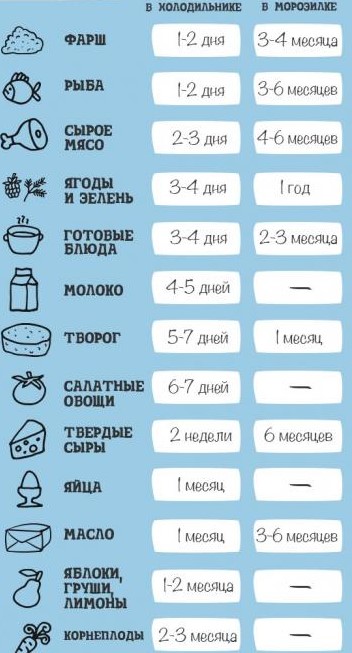 В ХОЛОДИЛЬНИКЕ В МОРОЗИЛКЕ
ФАРШ 1-2 дня 3-4 месяца
РЫБА 1-2 дня 3-6 месяцев
СЫРОЕ
МЯСО 2-3 дня 4-6 месяцев
ЯГОДЫ
И ЗЕЛЕНЬ 3-4 дня 1 год
ГОТОВЫЕ
БЛЮДА 3-4 дня 2-3 месяца
МОЛОКО 4-5 дней —
ТВОРОГ 5-7 дней 1 месяц
САЛАТНЫЕ
ОВОЩИ 6-7 дней —
ТВЕРДЫЕ
СЫРЫ 2 недели 6 месяцев
ЯЙЦА 1 месяц —
МАСЛО 1 месяц 3-6 месяцев
ЯБЛОКИ,
ГРУШИ,
ЛИМОНЫ 1-2 месяца —
КОРНЕПЛОДЫ 2-3 месяца —